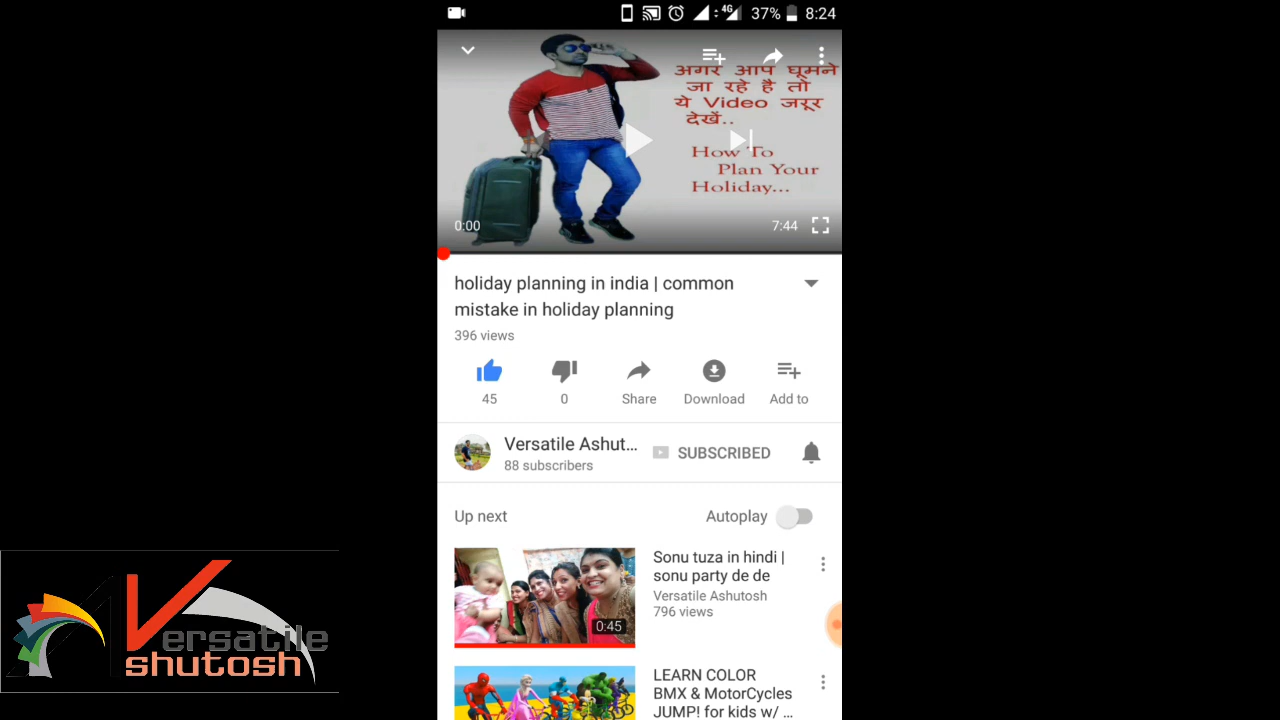 4G 37% 8:24
अगर आप घूमने
जा रहे है तो
ये Video जरूर
देखें..
How To
Plan Your
Holiday...
0:00 7:44
holiday planning in india | common
mistake in holiday planning
396 views
45 0 Share Download Add to
Versatile Ashut... SUBSCRIBED
88 subscribers
Up next Autoplay
Sonu tuza in hindi |
sonu party de de
Versatile Ashutosh
796 views
0:45
LEARN COLOR
BMX & MotorCycles
JUMP! for kids w/ ...
Versatile
Ashutosh